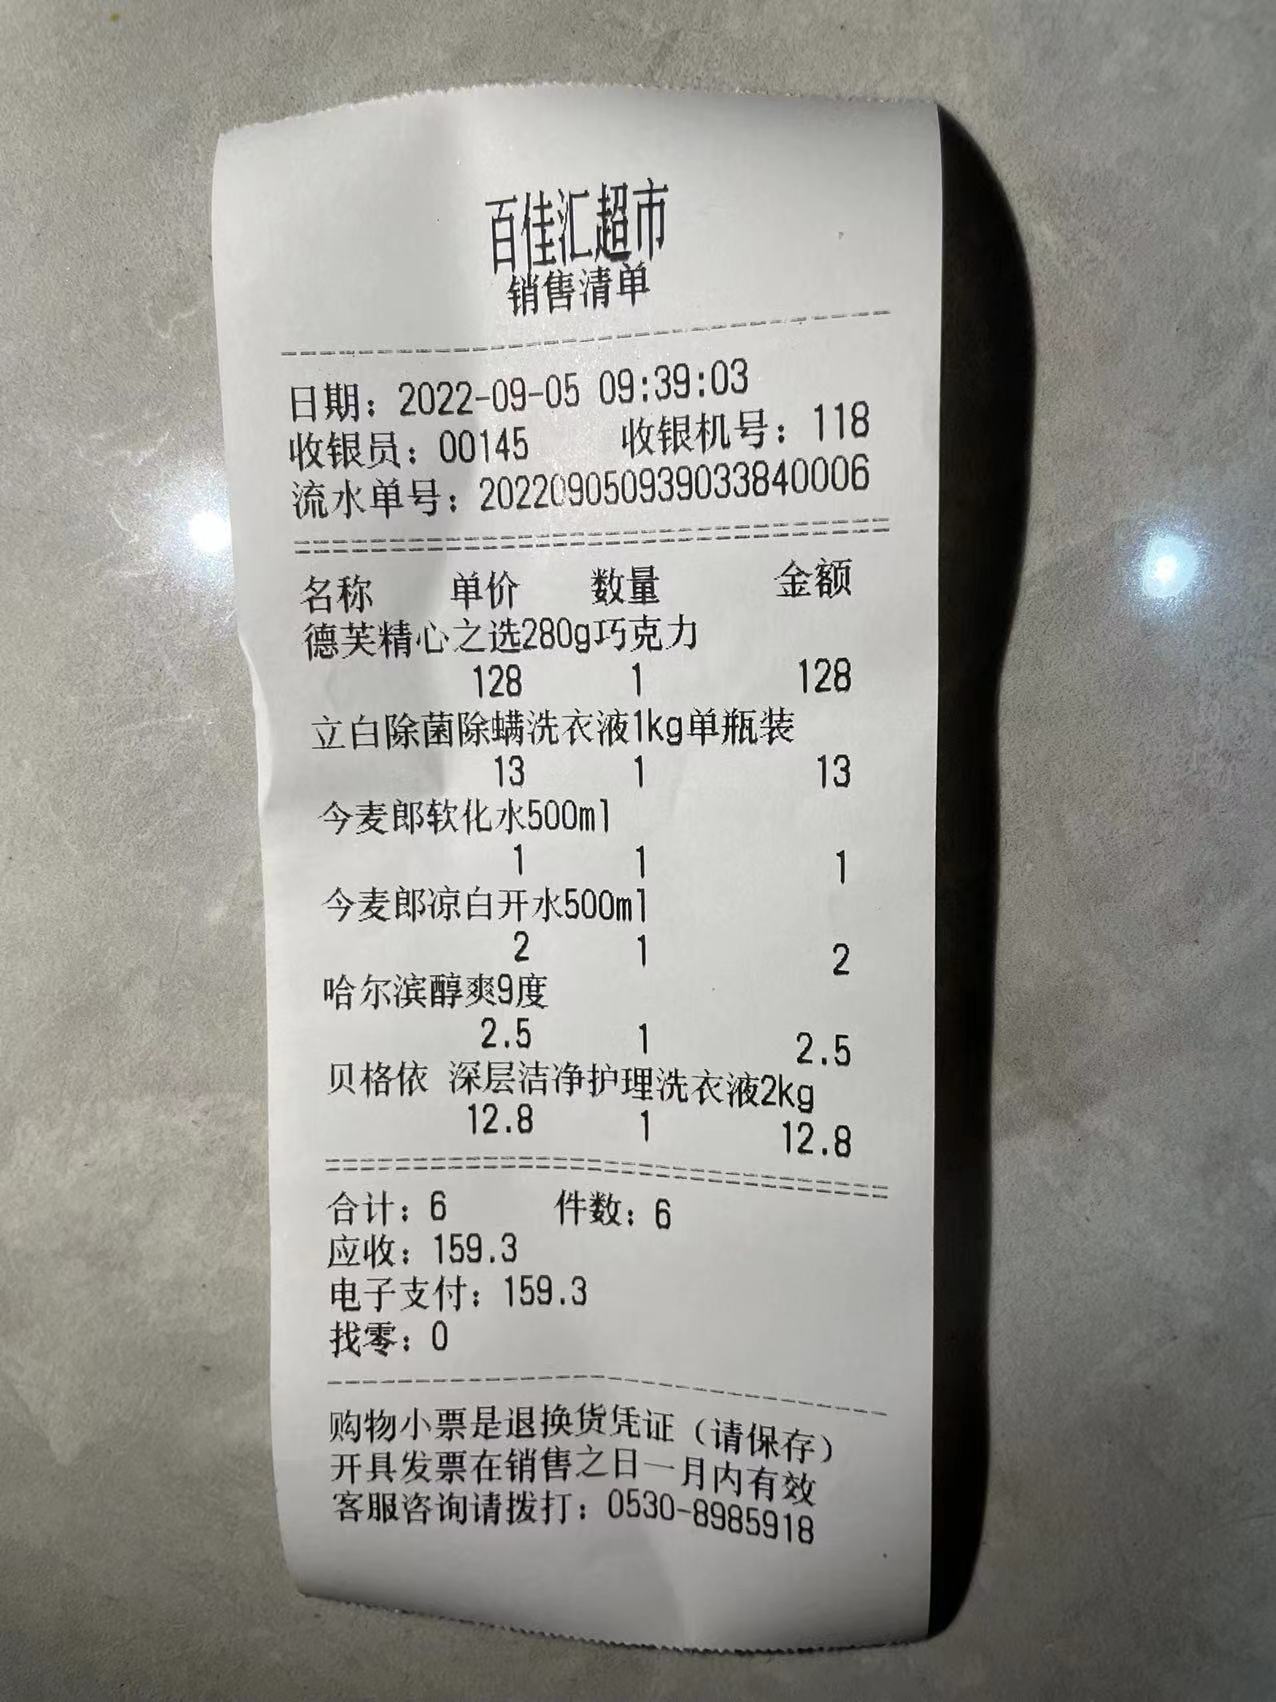 百佳汇超市
销售清单
日期：2022-09-05 09:39:03
收银员：00145 收银机号：118
流水单号：202209050939033840006
名称 单价 数量 金额
德芙精心之选280g巧克力
128 1 128
立白除菌除螨洗衣液1kg单瓶装
13 1 13
今麦郎软化水500ml
1 1 1
今麦郎凉白开水500ml
2 1 2
哈尔滨醇爽9度
2.5 1 2.5
贝格依 深层洁净护理洗衣液2kg
12.8 1 12.8
合计：6 件数：6
应收：159.3
电子支付：159.3
找零：0
购物小票是退换货凭证（请保存）
开具发票在销售之日一月内有效
客服咨询请拨打：0530-8985918